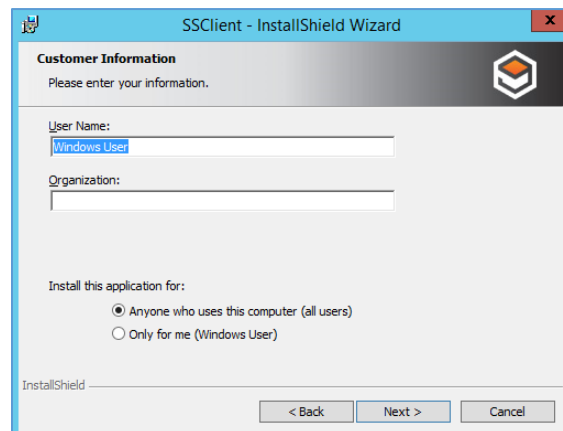 SSClient - InstallShield Wizard
x
Customer Information
Please enter your information.
User Name:
Windows User
Organization:
Install this application for:
Anyone who uses this computer (all users)
Only for me (Windows User)
InstallShield
< Back Next > Cancel